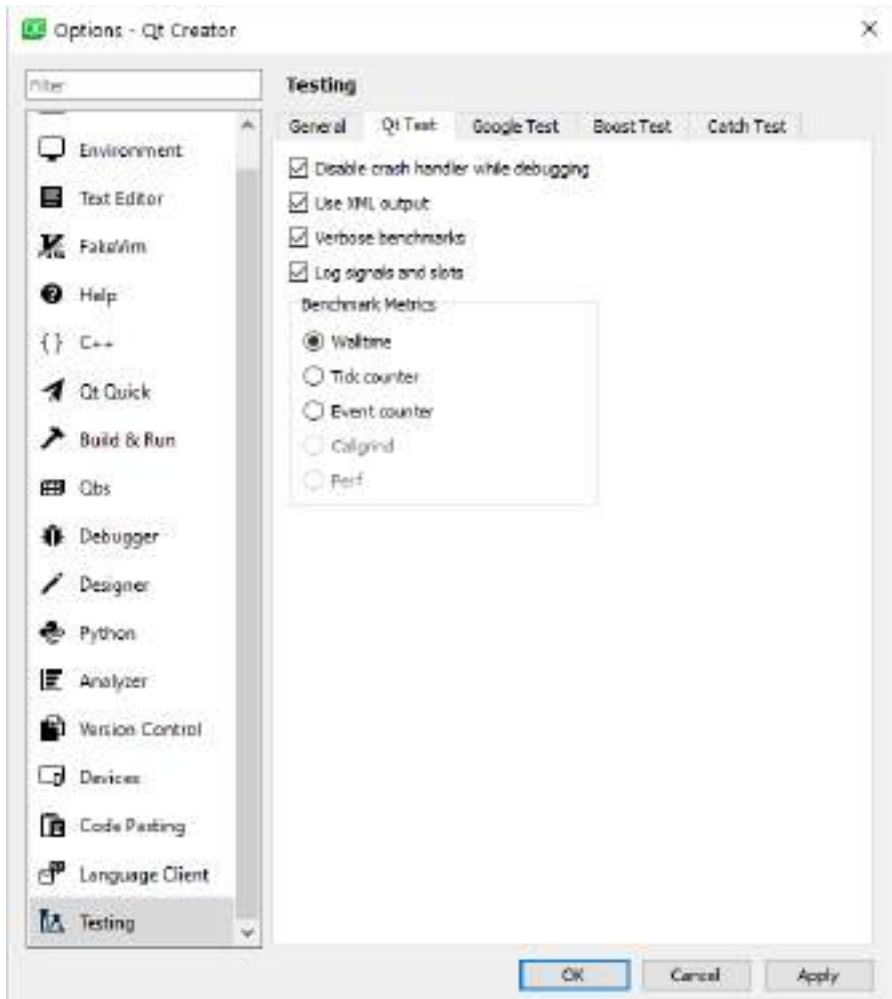 Options - Qt Creator
Filter
Environment
Text Editor
FakeVim
Help
C++
Qt Quick
Build & Run
Qbs
Debugger
Designer
Python
Analyzer
Version Control
Devices
Code Pasting
Language Client
Testing
Testing
General Qt Test Google Test Boost Test Catch Test
Disable crash handler while debugging
Use XML output
Verbose benchmarks
Log signals and slots
Benchmark Metrics
Walltime
Tick counter
Event counter
Callgrind
Perf
OK Cancel Apply